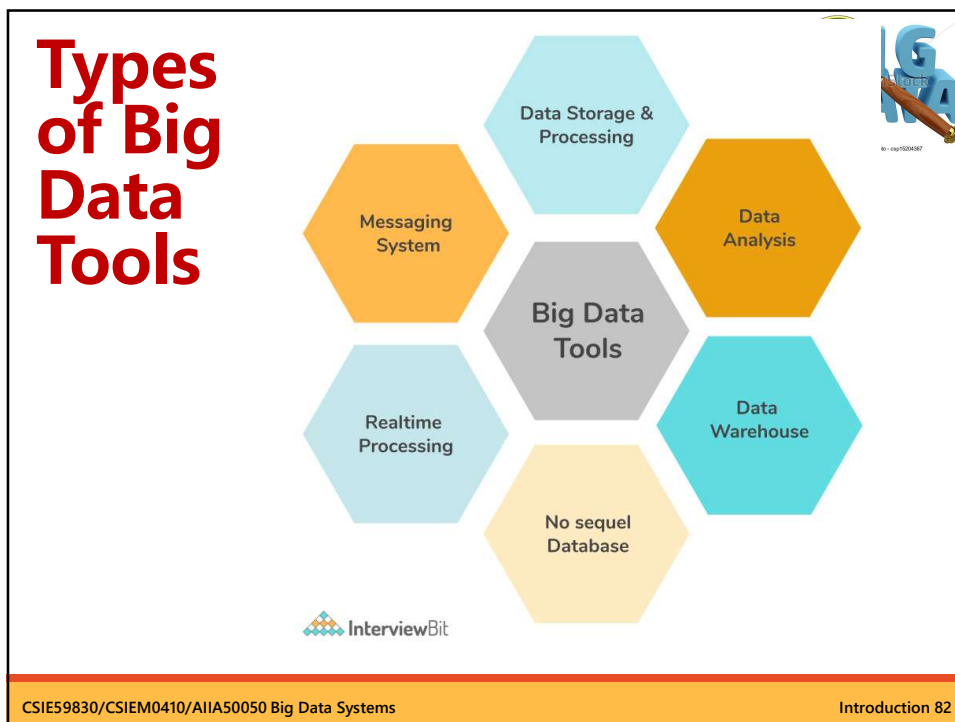 Types
of Big
Data
Tools
Data Storage &
Processing
Messaging
System
Data
Analysis
Big Data
Tools
Realtime
Processing
Data
Warehouse
No sequel
Database
InterviewBit
CSIE59830/CSIEM0410/AIIA50050 Big Data Systems
Introduction 82